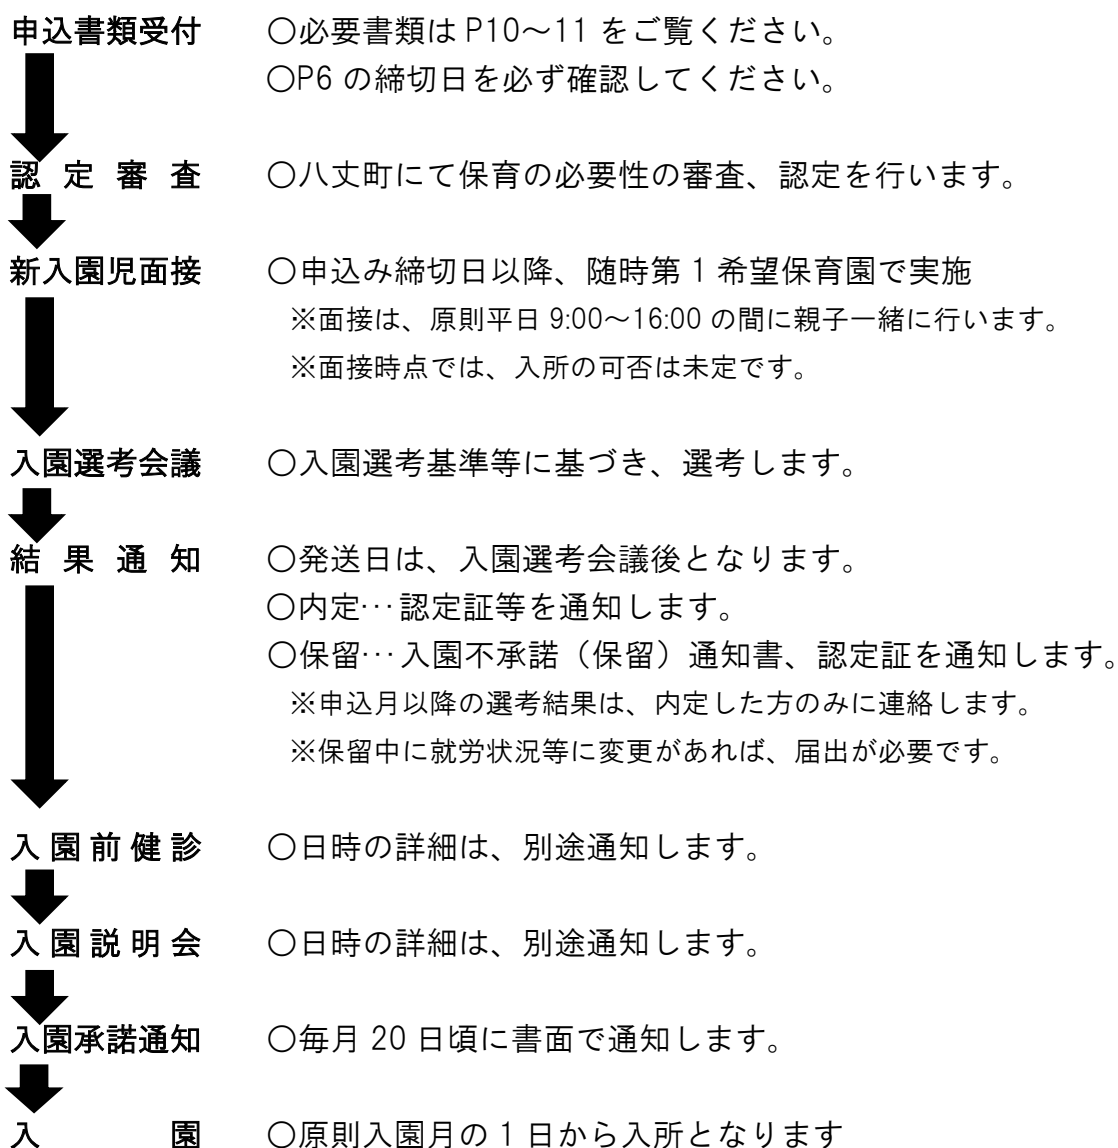 申込書類受付　〇必要書類は P10～11 をご覧ください。
〇P6 の締切日を必ず確認してください。
認 定 審 査　〇八丈町にて保育の必要性の審査、認定を行います。
新入園児面接　〇申込み締切日以降、随時第 1 希望保育園で実施
※面接は、原則平日 9:00～16:00 の間に親子一緒に行います。
※面接時点では、入所の可否は未定です。
入園選考会議　〇入園選考基準等に基づき、選考します。
結 果 通 知　〇発送日は、入園選考会議後となります。
〇内定…認定証等を通知します。
〇保留…入園不承諾（保留）通知書、認定証を通知します。
※申込月以降の選考結果は、内定した方のみに連絡します。
※保留中に就労状況等に変更があれば、届出が必要です。
入 園 前 健 診　〇日時の詳細は、別途通知します。
入 園 説 明 会　〇日時の詳細は、別途通知します。
入園承諾通知　〇毎月 20 日頃に書面で通知します。
入　　　園　〇原則入園月の 1 日から入所となります